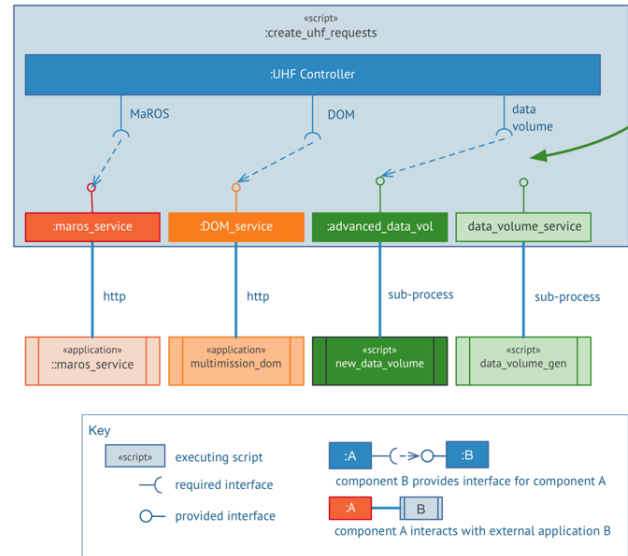 «script»
:create_uhf_requests
:UHF Controller
MaROS
DOM
data
volume
:maros_service
:DOM_service
:advanced_data_vol
data_volume_service
http
http
sub-process
sub-process
«application»
::maros_service
«application»
multimission_dom
«script»
new_data_volume
«script»
data_volume_gen
Key
«script»
executing script
required interface
provided interface
:A
:B
component B provides interface for component A
:A
B
component A interacts with external application B